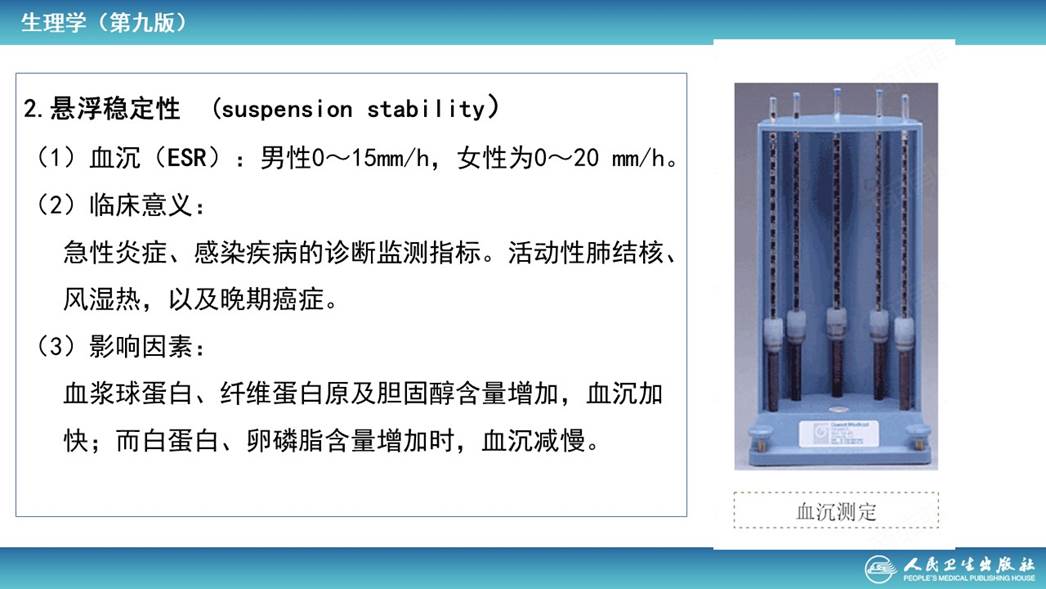 生理学（第九版）
2.悬浮稳定性 （suspension stability）
（1）血沉（ESR）：男性0～15mm/h，女性为0～20 mm/h。
（2）临床意义：
急性炎症、感染疾病的诊断监测指标。活动性肺结核、
风湿热，以及晚期癌症。
（3）影响因素：
血浆球蛋白、纤维蛋白原及胆固醇含量增加，血沉加
快；而白蛋白、卵磷脂含量增加时，血沉减慢。
血沉测定
人民卫生出版社
PEOPLE'S MEDICAL PUBLISHING HOUSE